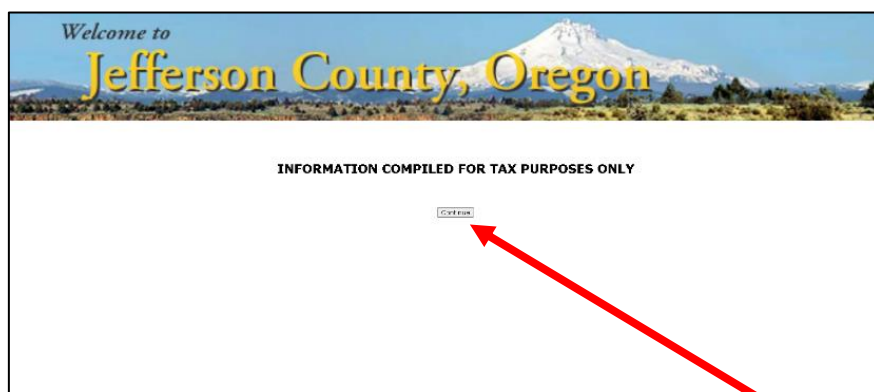 Welcome to
Jefferson County, Oregon
INFORMATION COMPILED FOR TAX PURPOSES ONLY
Continue